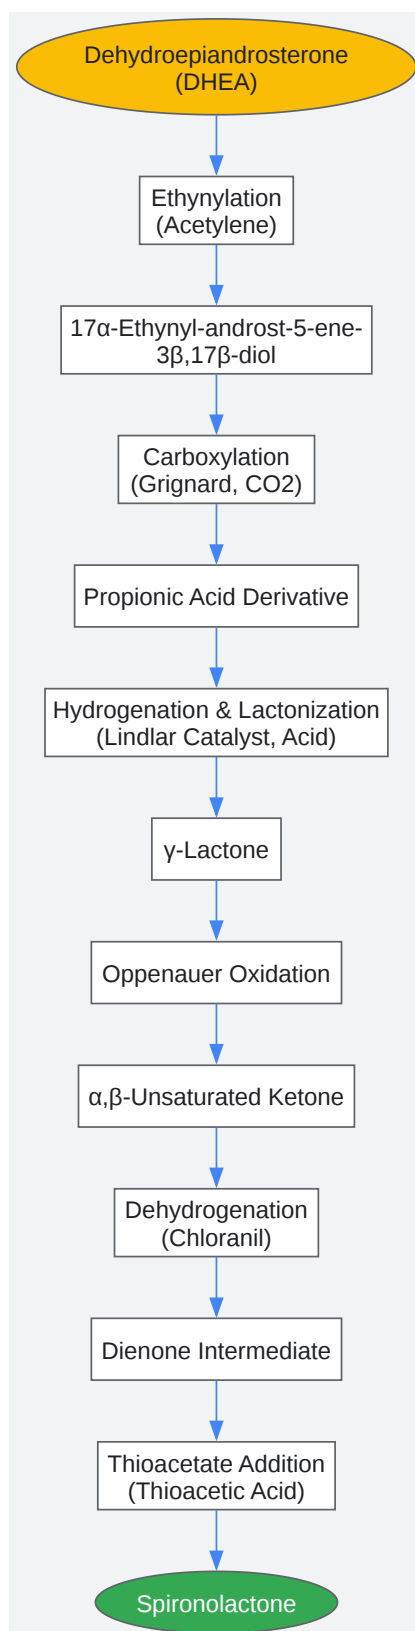 Dehydroepiandrosterone
(DHEA)
Ethynylation
(Acetylene)
17α-Ethynyl-androst-5-ene-
3β,17β-diol
Carboxylation
(Grignard, CO2)
Propionic Acid Derivative
Hydrogenation & Lactonization
(Lindlar Catalyst, Acid)
γ-Lactone
Oppenauer Oxidation
α,β-Unsaturated Ketone
Dehydrogenation
(Chloranil)
Dienone Intermediate
Thioacetate Addition
(Thioacetic Acid)
Spironolactone